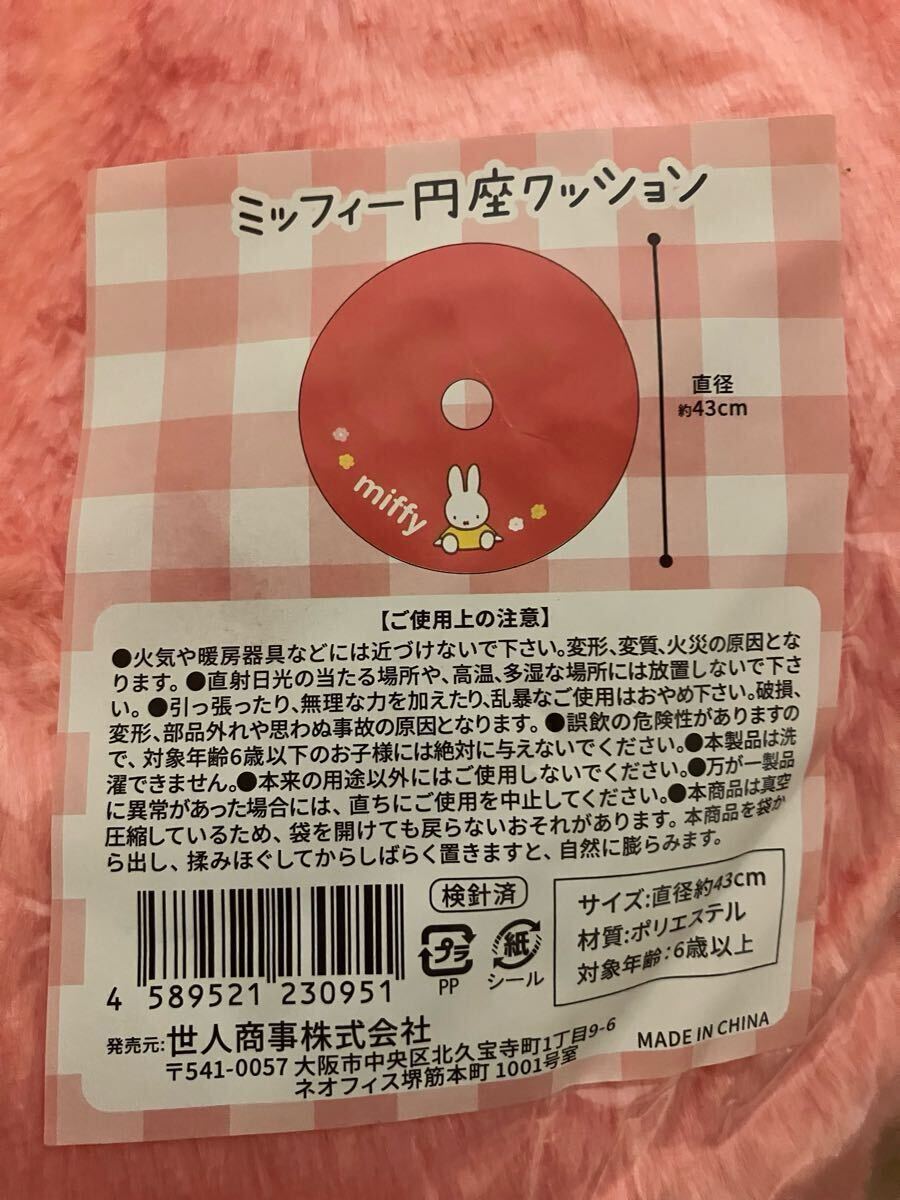 ミッフィー円座クッション
直径
約43cm
miffy
【ご使用上の注意】
●火気や暖房器具などには近づけないで下さい。変形、変質、火災の原因とな
ります。●直射日光の当たる場所や、高温、多湿な場所には放置しないで下さ
い。●引っ張ったり、無理な力を加えたり、乱暴なご使用はおやめ下さい。破損、
変形、部品外れや思わぬ事故の原因となります。●誤飲の危険性がありますの
で、対象年齢6歳以下のお子様には絶対に与えないでください。●本製品は洗
濯できません。●本来の用途以外にはご使用しないでください。●万が一製品
に異常があった場合には、直ちにご使用を中止してください。●本商品は真空
圧縮しているため、袋を開けても戻らないおそれがあります。本商品を袋か
ら出し、揉みほぐしてからしばらく置きますと、自然に膨らみます。
検針済
プラ
PP
紙
シール
サイズ:直径約43cm
材質:ポリエステル
対象年齢:6歳以上
4 589521 230951
発売元:世人商事株式会社
〒541-0057 大阪市中央区北久宝寺町1丁目9-6
ネオフィス堺筋本町 1001号室
MADE IN CHINA